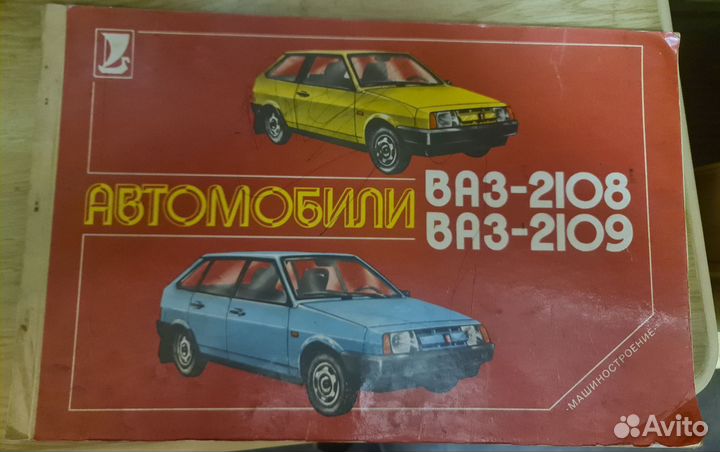 АВТОМОБИЛИ
ВАЗ-2108
ВАЗ-2109
·МАШИНОСТРОЕНИЕ·
Avito